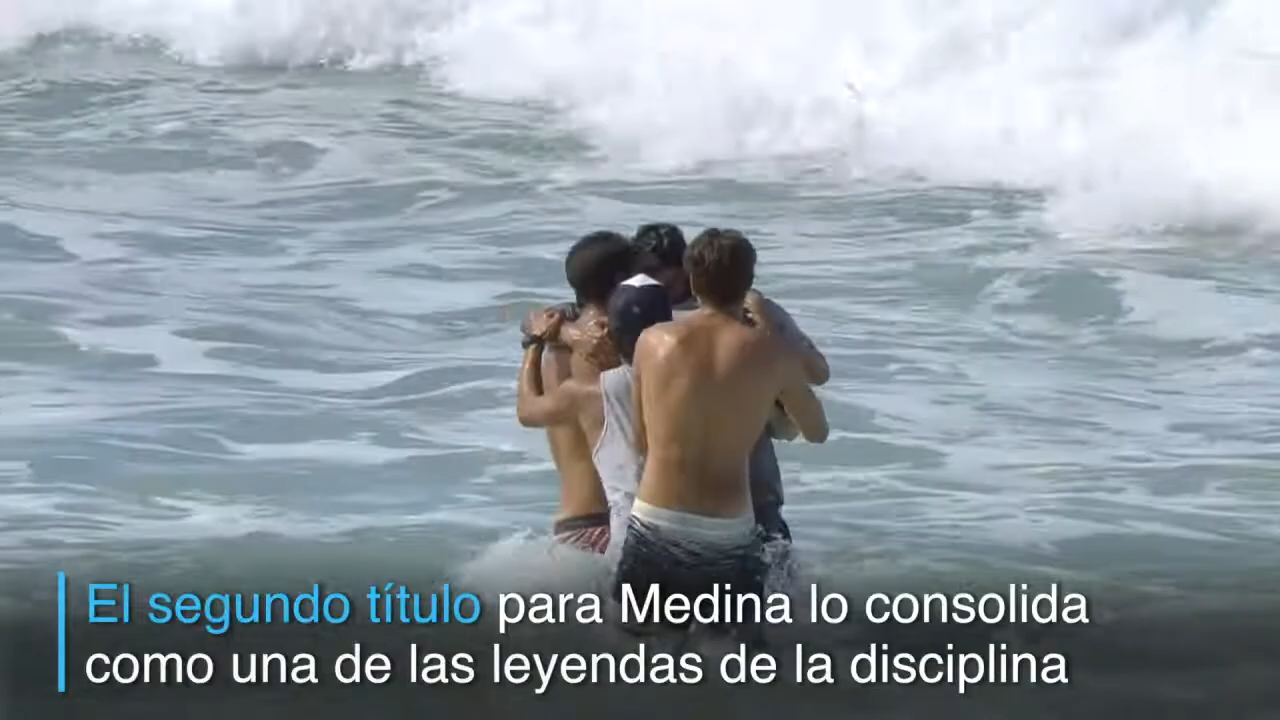 El segundo título para Medina lo consolida
como una de las leyendas de la disciplina